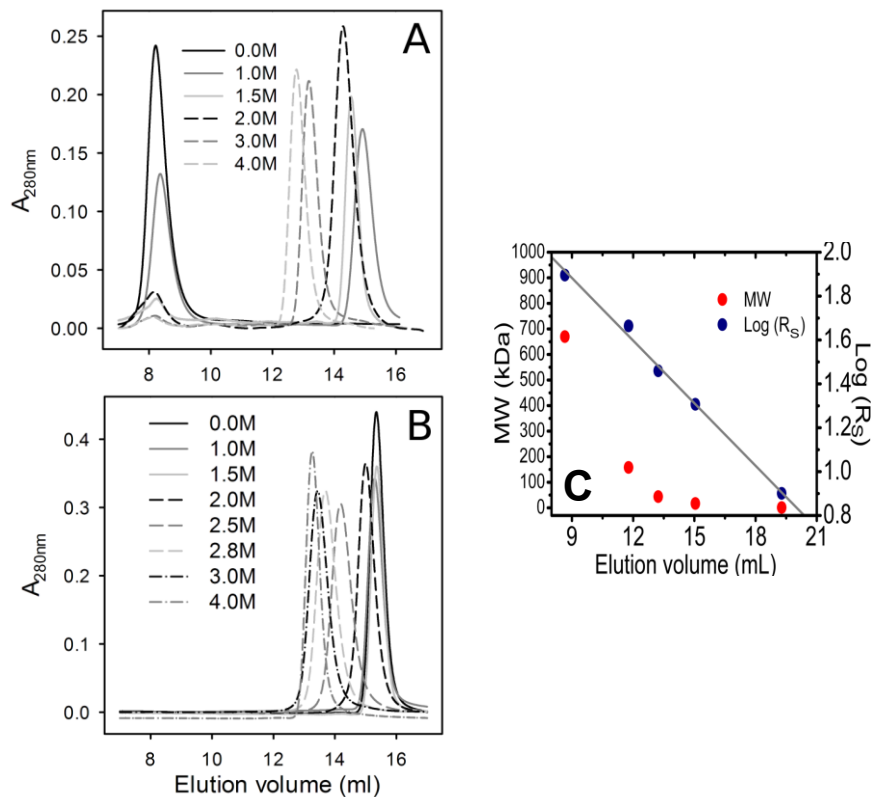 A
0.25
0.20
0.15
0.10
0.05
0.00
A280nm
0.0M
1.0M
1.5M
2.0M
3.0M
4.0M
8 10 12 14 16
B
0.4
0.3
0.2
0.1
0.0
A280nm
0.0M
1.0M
1.5M
2.0M
2.5M
2.8M
3.0M
4.0M
8 10 12 14 16
Elution volume (ml)
C
1000
900
800
700
600
500
400
300
200
100
0
MW (kDa)
MW
Log (RS)
2.0
1.8
1.6
1.4
1.2
1.0
0.8
Log (RS)
9 12 15 18 21
Elution volume (mL)